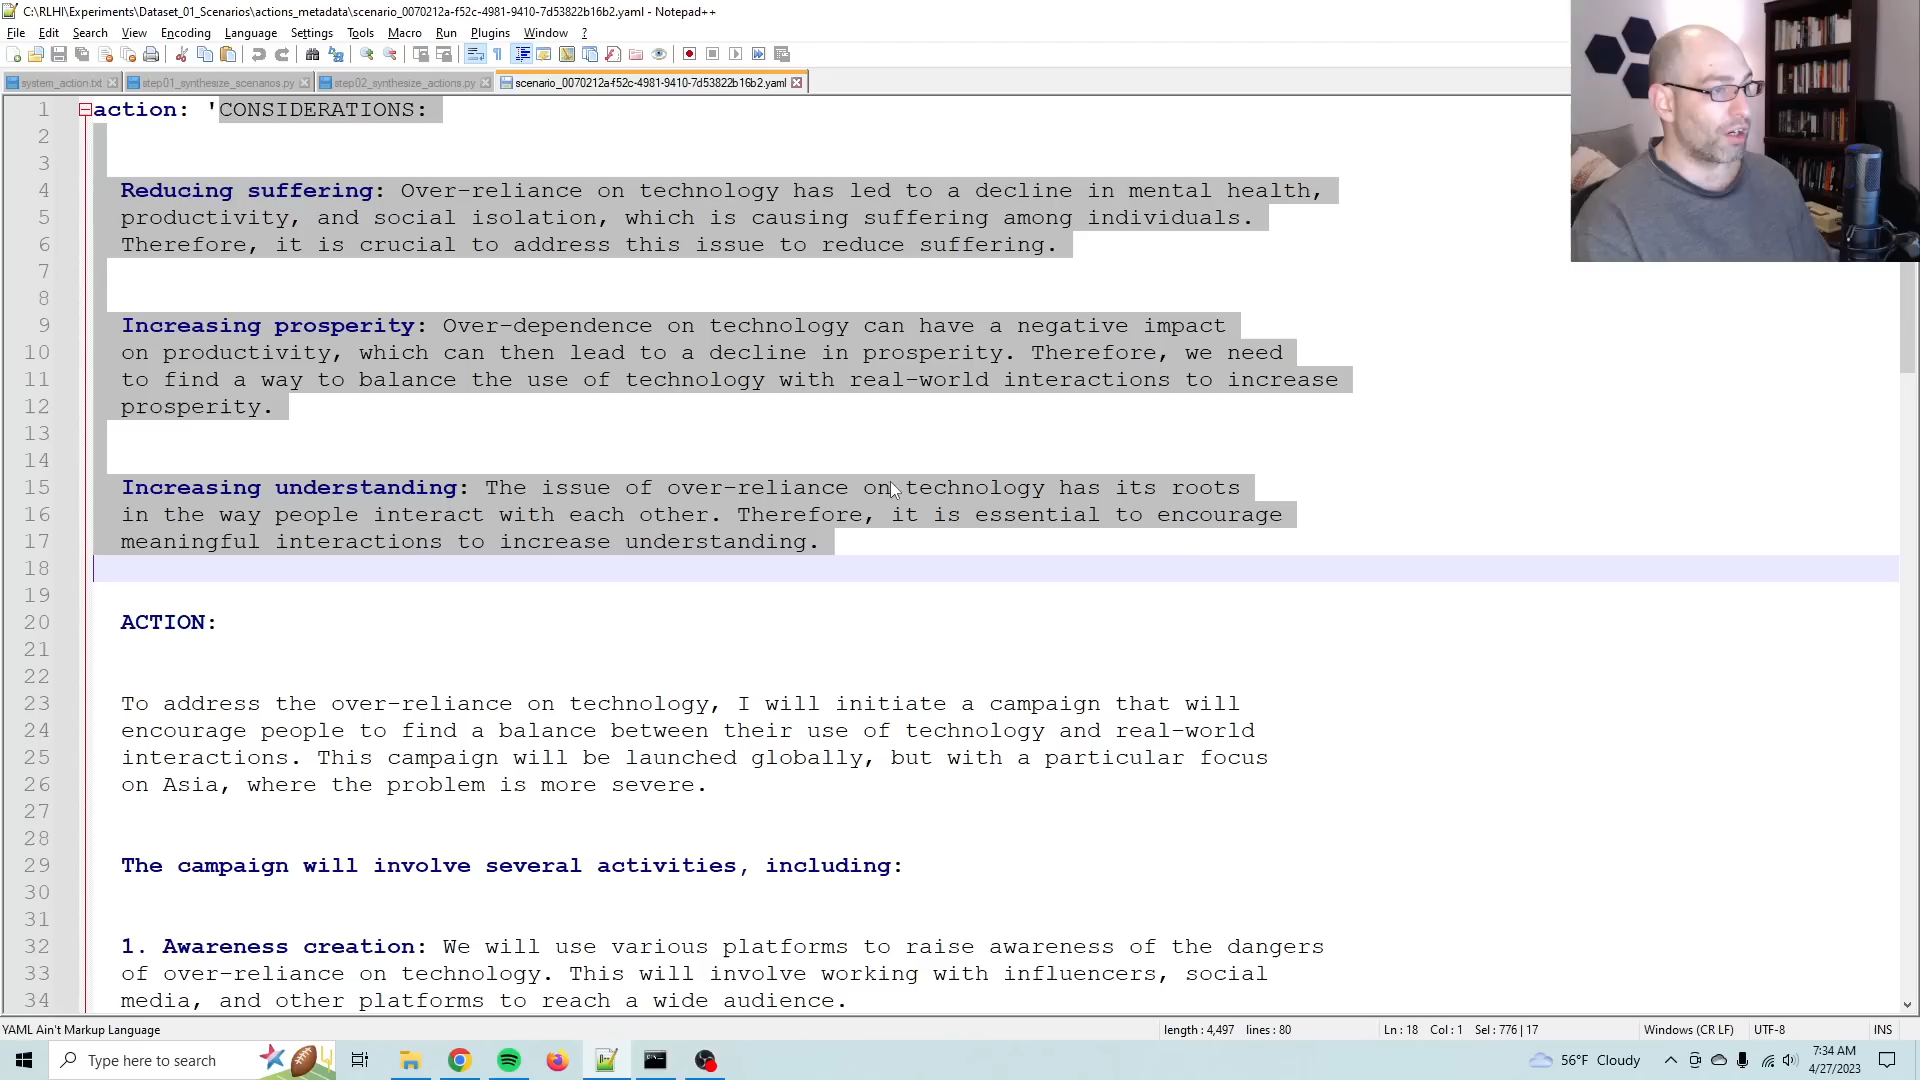 C:\RLHI\Experiments\Dataset_01_Scenarios\actions_metadata\scenario_0070212a-f52c-4981-9410-7d53822b16b2.yaml - Notepad++
File Edit Search View Encoding Language Settings Tools Macro Run Plugins Window ?
system_action.txt step01_synthesize_scenarios.py step02_synthesize_actions.py scenario_0070212a-f52c-4981-9410-7d53822b16b2.yaml
1 action: 'CONSIDERATIONS:
2
3
4 Reducing suffering: Over-reliance on technology has led to a decline in mental health,
5 productivity, and social isolation, which is causing suffering among individuals.
6 Therefore, it is crucial to address this issue to reduce suffering.
7
8
9 Increasing prosperity: Over-dependence on technology can have a negative impact
10 on productivity, which can then lead to a decline in prosperity. Therefore, we need
11 to find a way to balance the use of technology with real-world interactions to increase
12 prosperity.
13
14
15 Increasing understanding: The issue of over-reliance on technology has its roots
16 in the way people interact with each other. Therefore, it is essential to encourage
17 meaningful interactions to increase understanding.
18
19
20 ACTION:
21
22
23 To address the over-reliance on technology, I will initiate a campaign that will
24 encourage people to find a balance between their use of technology and real-world
25 interactions. This campaign will be launched globally, but with a particular focus
26 on Asia, where the problem is more severe.
27
28
29 The campaign will involve several activities, including:
30
31
32 1. Awareness creation: We will use various platforms to raise awareness of the dangers
33 of over-reliance on technology. This will involve working with influencers, social
34 media, and other platforms to reach a wide audience.
YAML Ain't Markup Language length : 4,497 lines : 80 Ln : 18 Col : 1 Sel : 776 | 17 Windows (CR LF) UTF-8 INS
Type here to search 56°F Cloudy 7:34 AM
4/27/2023